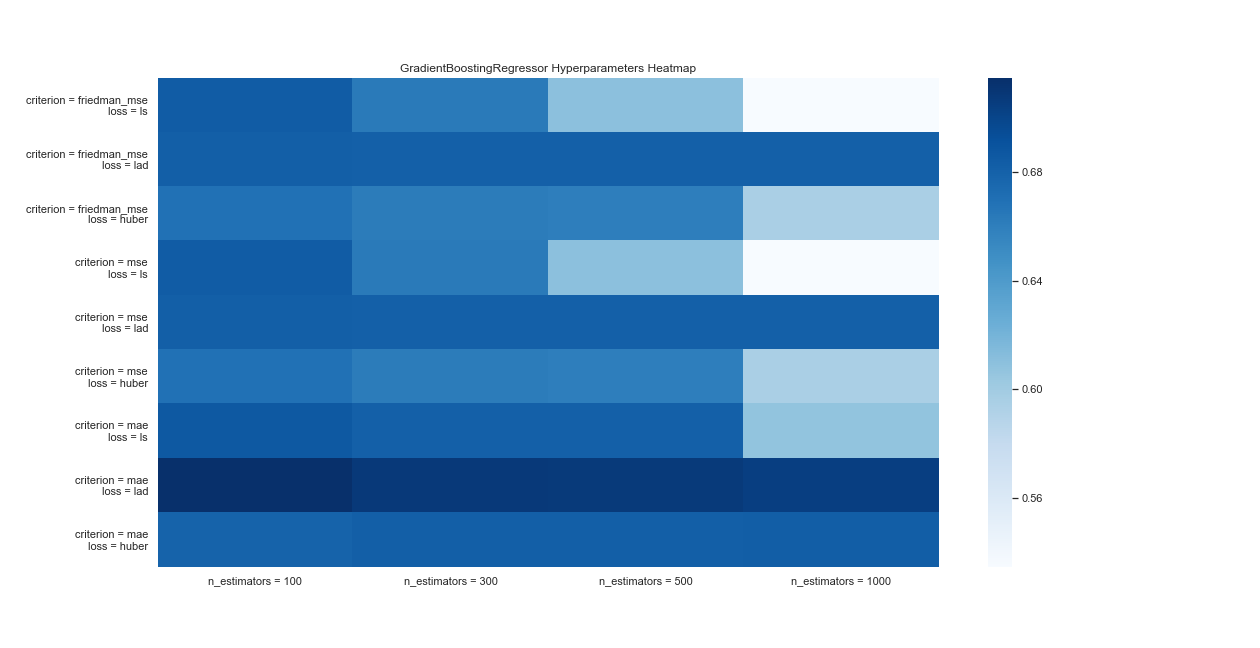 GradientBoostingRegressor Hyperparameters Heatmap
criterion = friedman_mse
loss = ls
criterion = friedman_mse
loss = lad
criterion = friedman_mse
loss = huber
criterion = mse
loss = ls
criterion = mse
loss = lad
criterion = mse
loss = huber
criterion = mae
loss = ls
criterion = mae
loss = lad
criterion = mae
loss = huber
n_estimators = 100
n_estimators = 300
n_estimators = 500
n_estimators = 1000
0.68
0.64
0.60
0.56